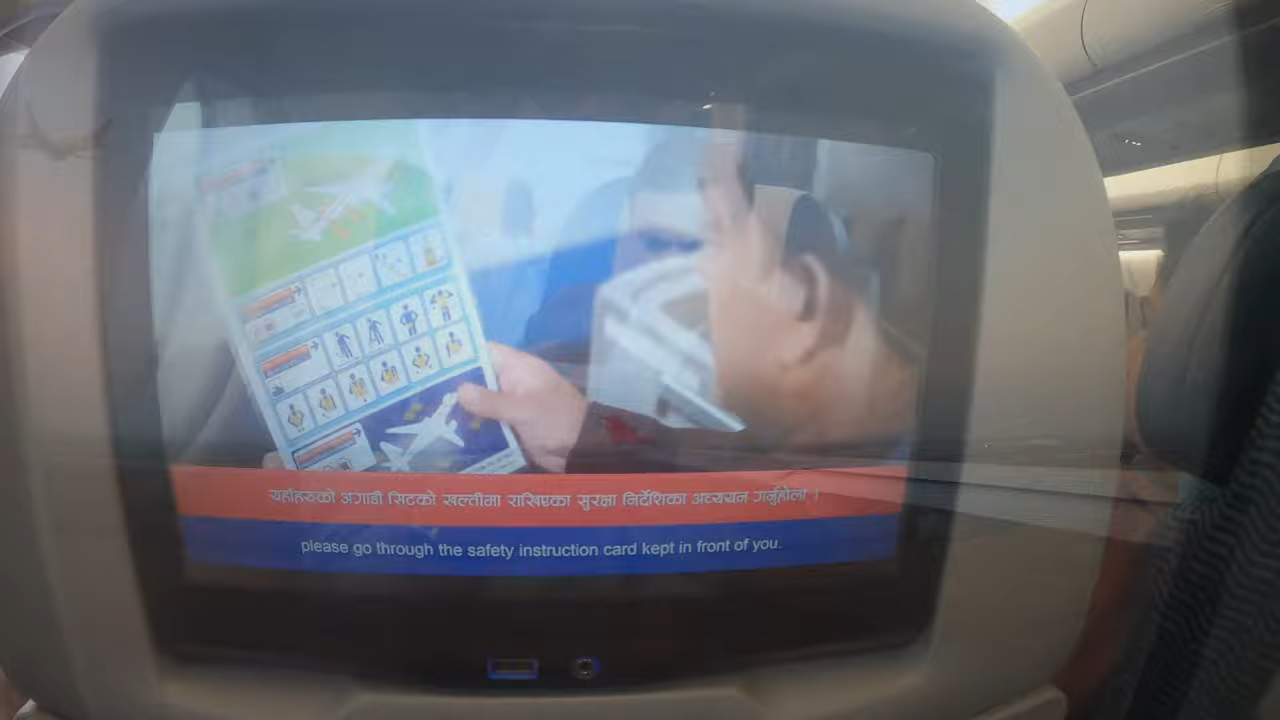 यहाँहरुको अगाडी सिटको खल्तीमा राखिएका सुरक्षा निर्देशिका अध्ययन गर्नुहोला ।
please go through the safety instruction card kept in front of you.